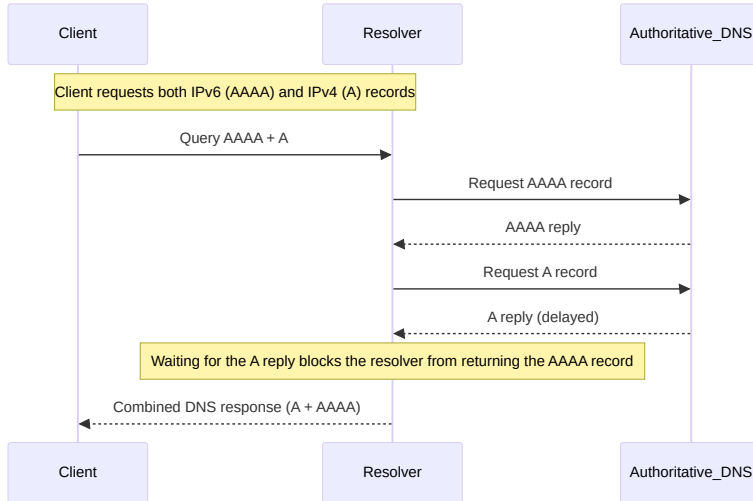 Client
Resolver
Authoritative_DNS
Client requests both IPv6 (AAAA) and IPv4 (A) records
Query AAAA + A
Request AAAA record
AAAA reply
Request A record
A reply (delayed)
Waiting for the A reply blocks the resolver from returning the AAAA record
Combined DNS response (A + AAAA)
Client
Resolver
Authoritative_DNS